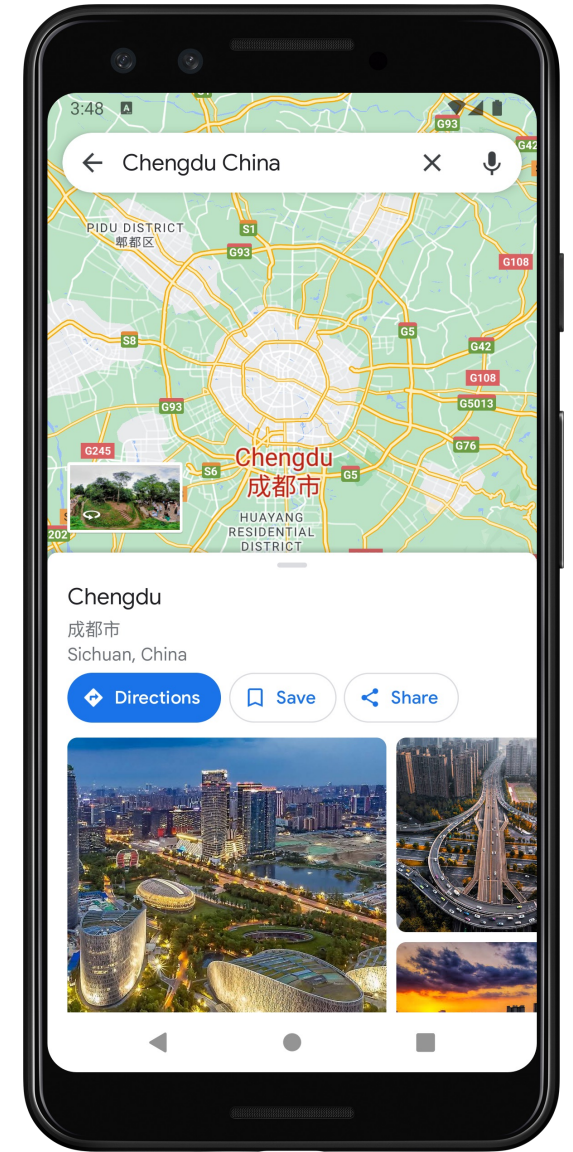 3:48
A
G93
G42
Chengdu China
PIDU DISTRICT
郫都区
S1
G93
G108
G5
S8
G42
G108
G93
G5013
G76
G245
Chengdu
成都市
S6
G5
HUAYANG
RESIDENTIAL
DISTRICT
202
Chengdu
成都市
Sichuan, China
Directions
Save
Share